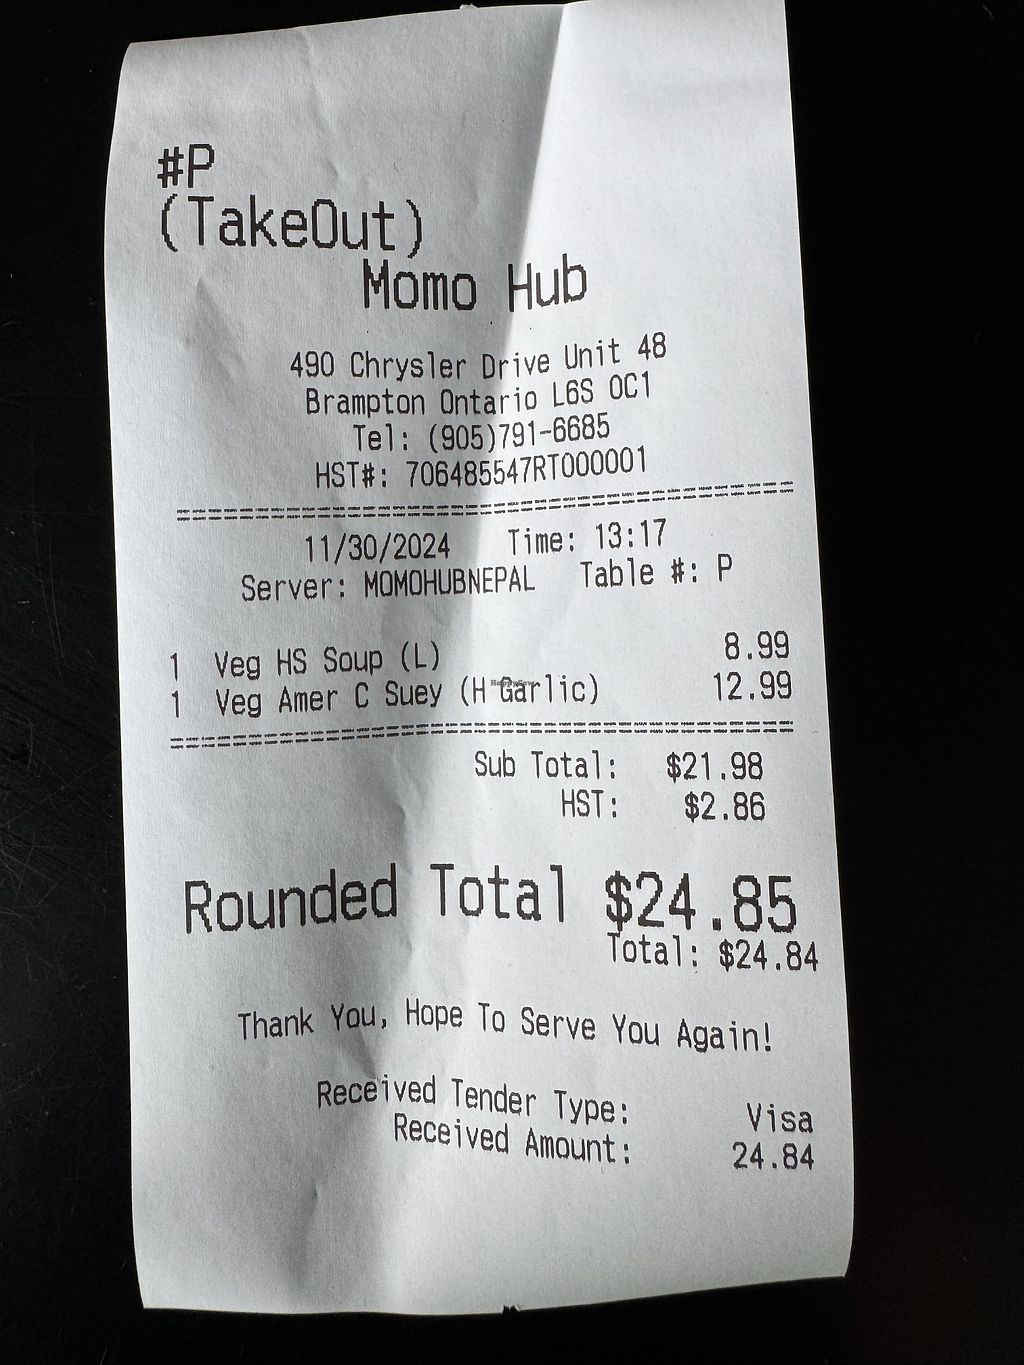 #P
(TakeOut)
Momo Hub
490 Chrysler Drive Unit 48
Brampton Ontario L6S 0C1
Tel: (905)791-6685
HST#: 706485547RT000001
11/30/2024 Time: 13:17
Server: MOMOHUBNEPAL Table #: P
1 Veg HS Soup (L) 8.99
1 Veg Amer C Suey (H Garlic) 12.99
HappyCow
Sub Total: $21.98
HST: $2.86
Rounded Total $24.85
Total: $24.84
Thank You, Hope To Serve You Again!
Received Tender Type: Visa
Received Amount: 24.84